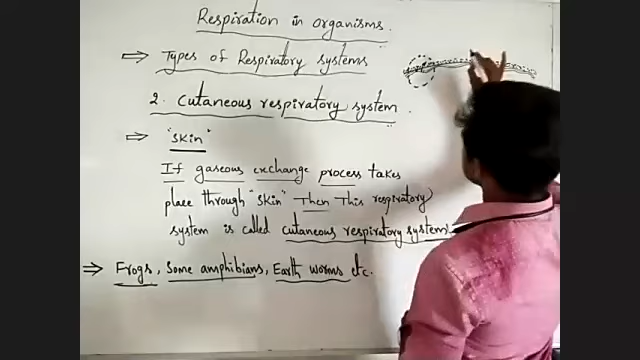 Respiration in organisms.
⇒ Types of Respiratory systems
2. Cutaneous respiratory system.
⇒ "skin"
If gaseous exchange process takes
place through "skin" Then This respiratory
system is called cutaneous respiratory system.
⇒ Frogs, Some amphibians, Earth worms etc.